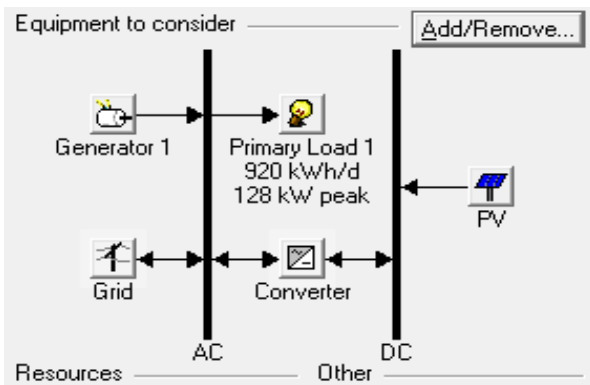 Equipment to consider
Add/Remove...
Generator 1
Primary Load 1
920 kWh/d
128 kW peak
PV
Grid
Converter
AC
DC
Resources
Other